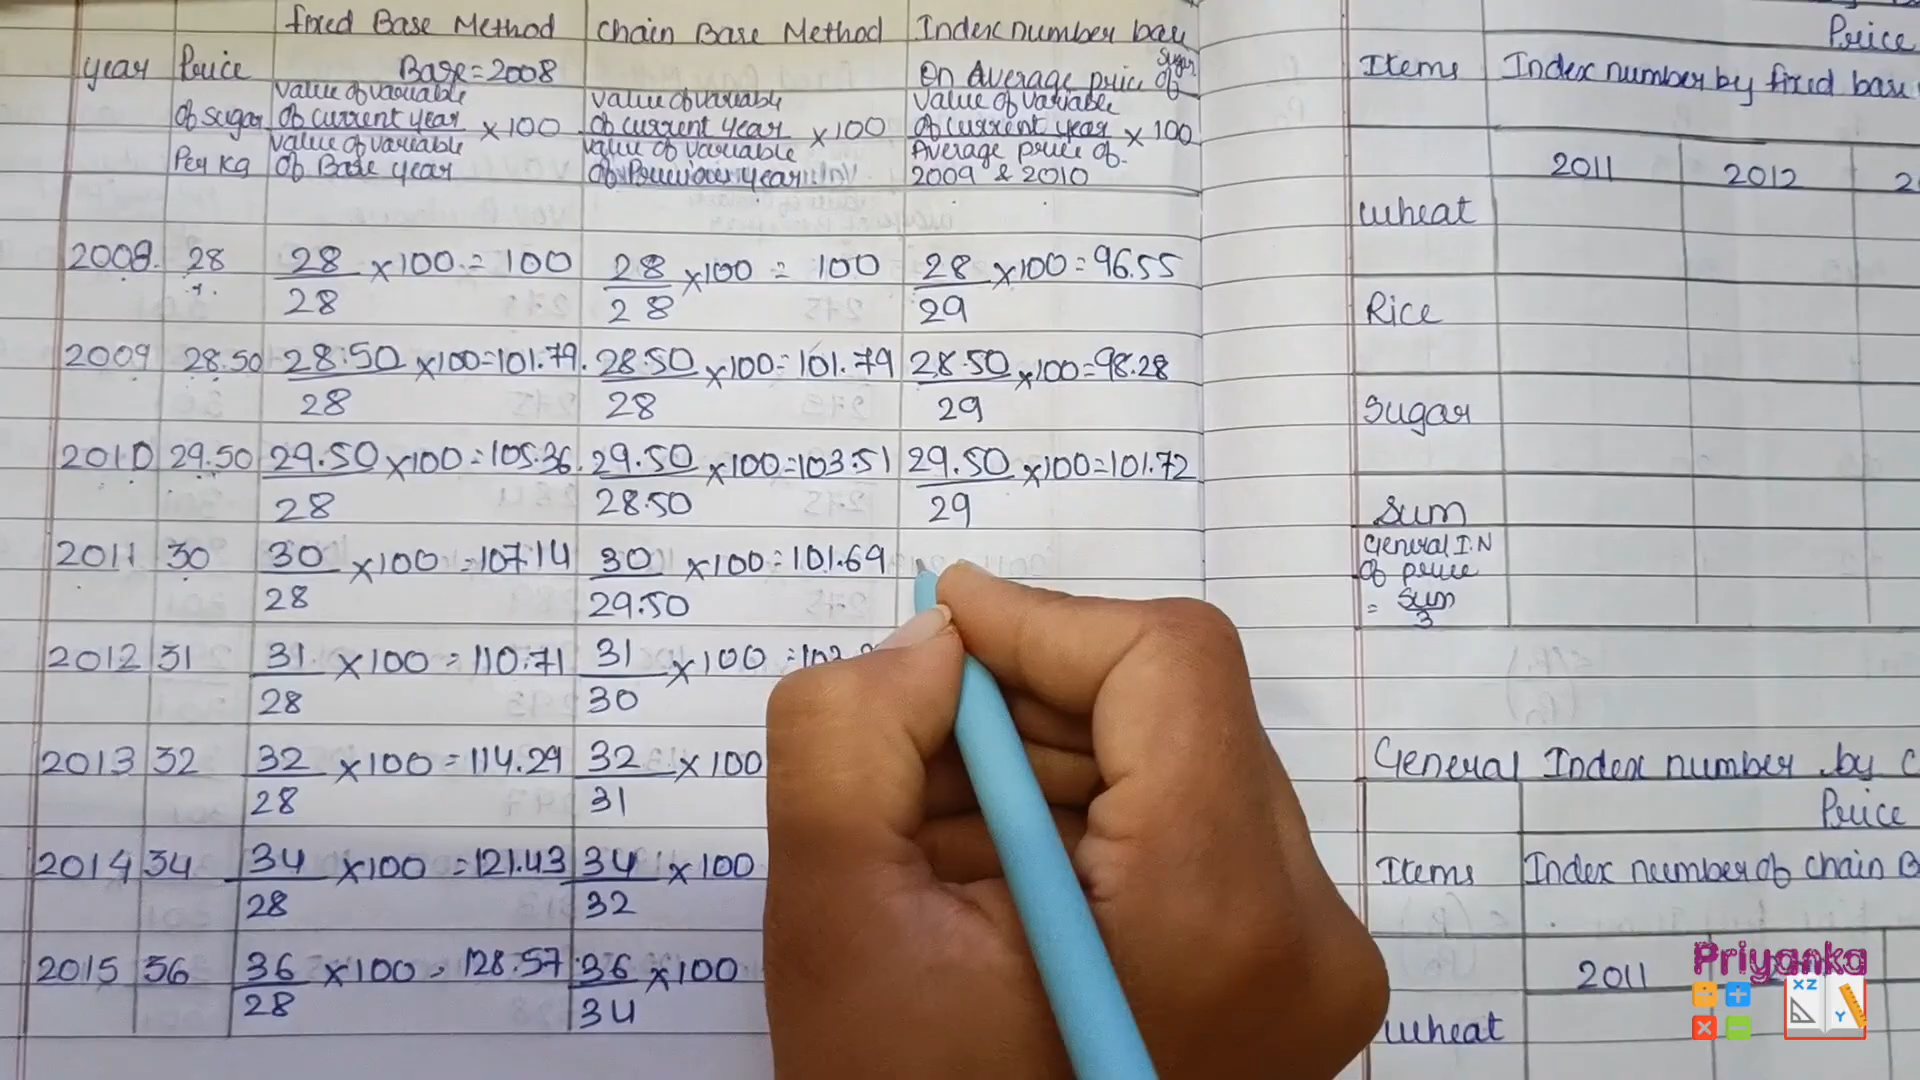 fixed Base Method Chain Base Method Index number base
year Price Base=2008 On Average price of Sugar
of sugar Per Kg
value of variable of current year / value of variable of Base year ×100
value of variable of current year / value of variable of Previous year ×100
value of variable of current year / Average price of 2009 & 2010 ×100
2008. 28 28/28 ×100 = 100 28/28 ×100 = 100 28/29 ×100 = 96.55
2009 28.50 28.50/28 ×100=101.79. 28.50/28 ×100=101.79 28.50/29 ×100=98.28
2010 29.50 29.50/28 ×100=105.36. 29.50/28.50 ×100=103.51 29.50/29 ×100=101.72
2011 30 30/28 ×100=107.14 30/29.50 ×100=101.69
2012 31 31/28 ×100=110.71 31/30 ×100
2013 32 32/28 ×100=114.29 32/31 ×100
2014 34 34/28 ×100=121.43 34/32 ×100
2015 36 36/28 ×100=128.57 36/34 ×100
Price
Items Index number by fixed base
2011 2012
wheat
Rice
Sugar
Sum
General I.N
of price
= Sum/3
General Index number by C
Price
Items Index number of chain B
2011
wheat
Priyanka
XZ
Y